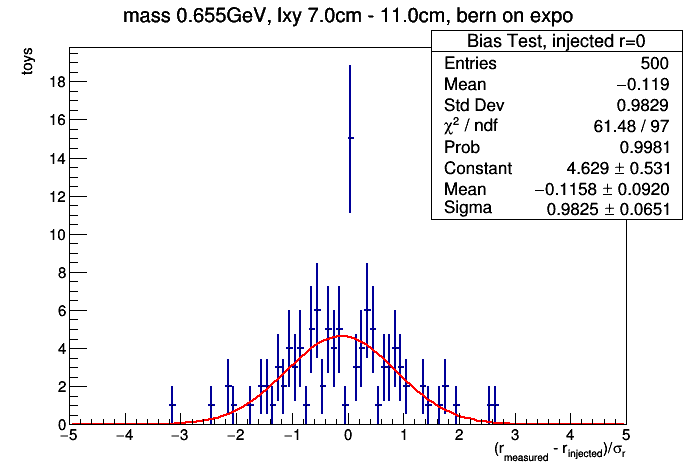 mass 0.655GeV, lxy 7.0cm - 11.0cm, bern on expo
toys
Bias Test, injected r=0
Entries 500
Mean −0.119
Std Dev 0.9829
χ² / ndf 61.48 / 97
Prob 0.9981
Constant 4.629 ± 0.531
Mean −0.1158 ± 0.0920
Sigma 0.9825 ± 0.0651
18
16
14
12
10
8
6
4
2
0
−5 −4 −3 −2 −1 0 1 2 3 4 5
(r_measured - r_injected)/σ_r